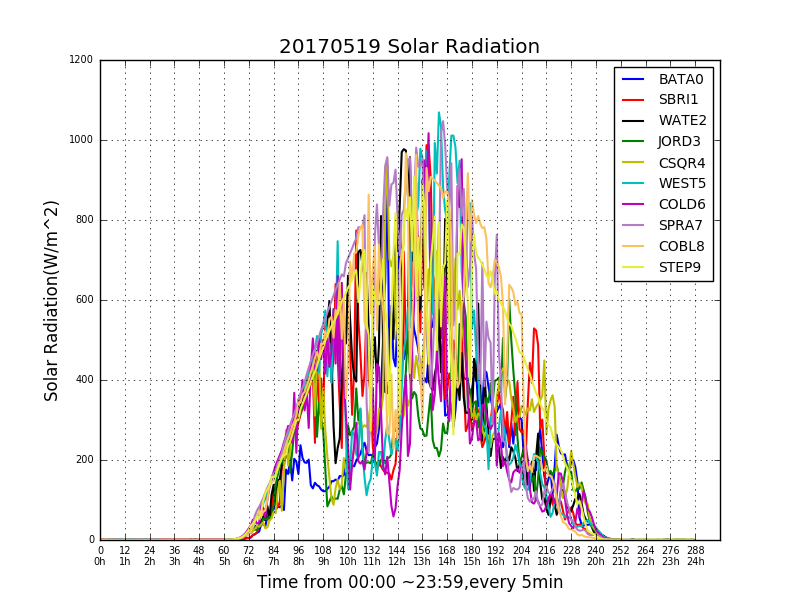 20170519 Solar Radiation
Solar Radiation(W/m^2)
1200
1000
800
600
400
200
0
BATA0
SBRI1
WATE2
JORD3
CSQR4
WEST5
COLD6
SPRA7
COBL8
STEP9
0 12 24 36 48 60 72 84 96 108 120 132 144 156 168 180 192 204 216 228 240 252 264 276 288
0h 1h 2h 3h 4h 5h 6h 7h 8h 9h 10h 11h 12h 13h 14h 15h 16h 17h 18h 19h 20h 21h 22h 23h 24h
Time from 00:00 ~23:59,every 5min